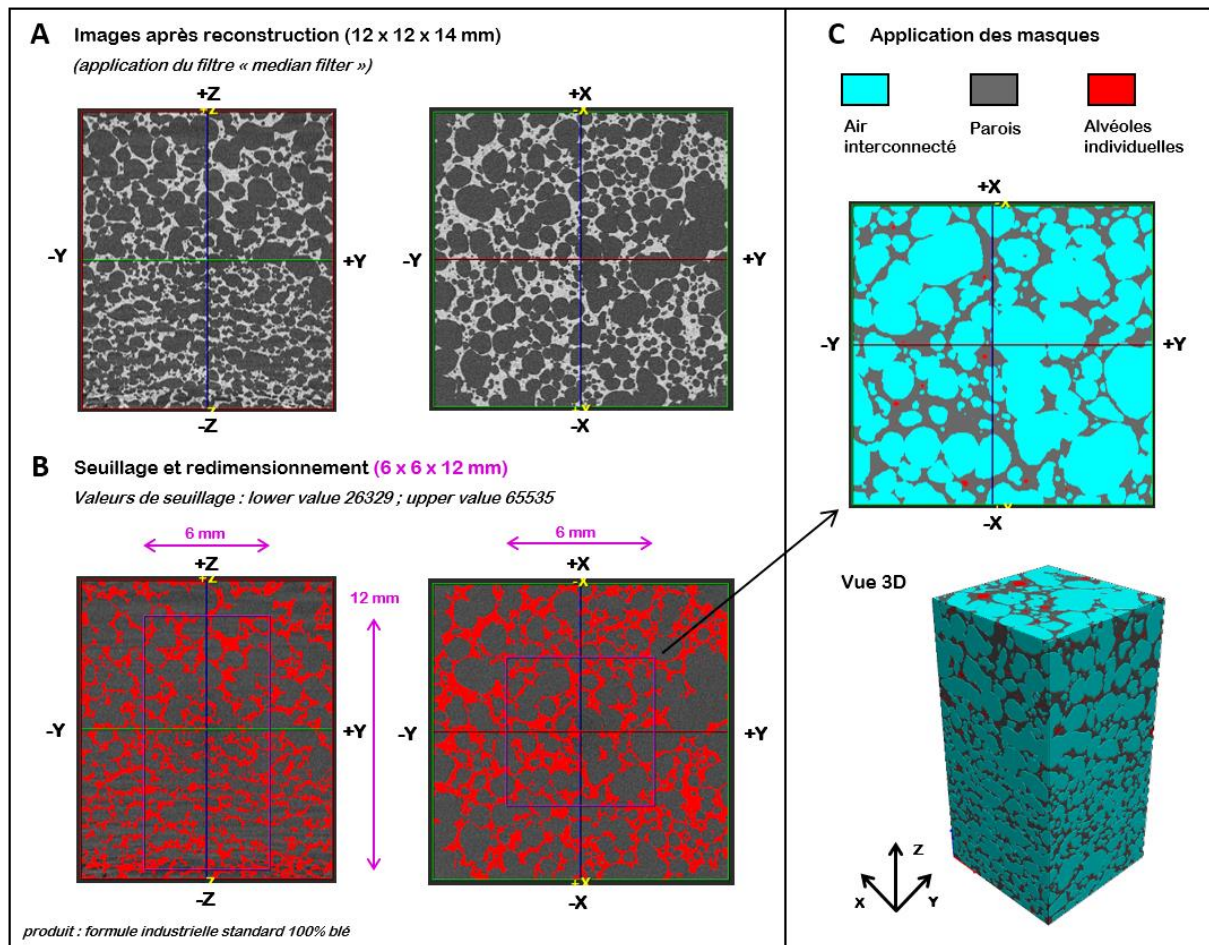 A Images après reconstruction (12 x 12 x 14 mm)
(application du filtre « median filter »)
+Z
+Z
-Y
+Y
-Z
-Z
+X
-X
-Y
+Y
+X
-X
B Seuillage et redimensionnement (6 x 6 x 12 mm)
Valeurs de seuillage : lower value 26329 ; upper value 65535
6 mm
+Z
+Z
12 mm
-Y
+Y
-Z
-Z
6 mm
+X
-X
-Y
+Y
+X
-X
produit : formule industrielle standard 100% blé
C Application des masques
Air
interconnecté
Parois
Alvéoles
individuelles
+X
-X
-Y
+Y
-X
Vue 3D
Z
X
Y